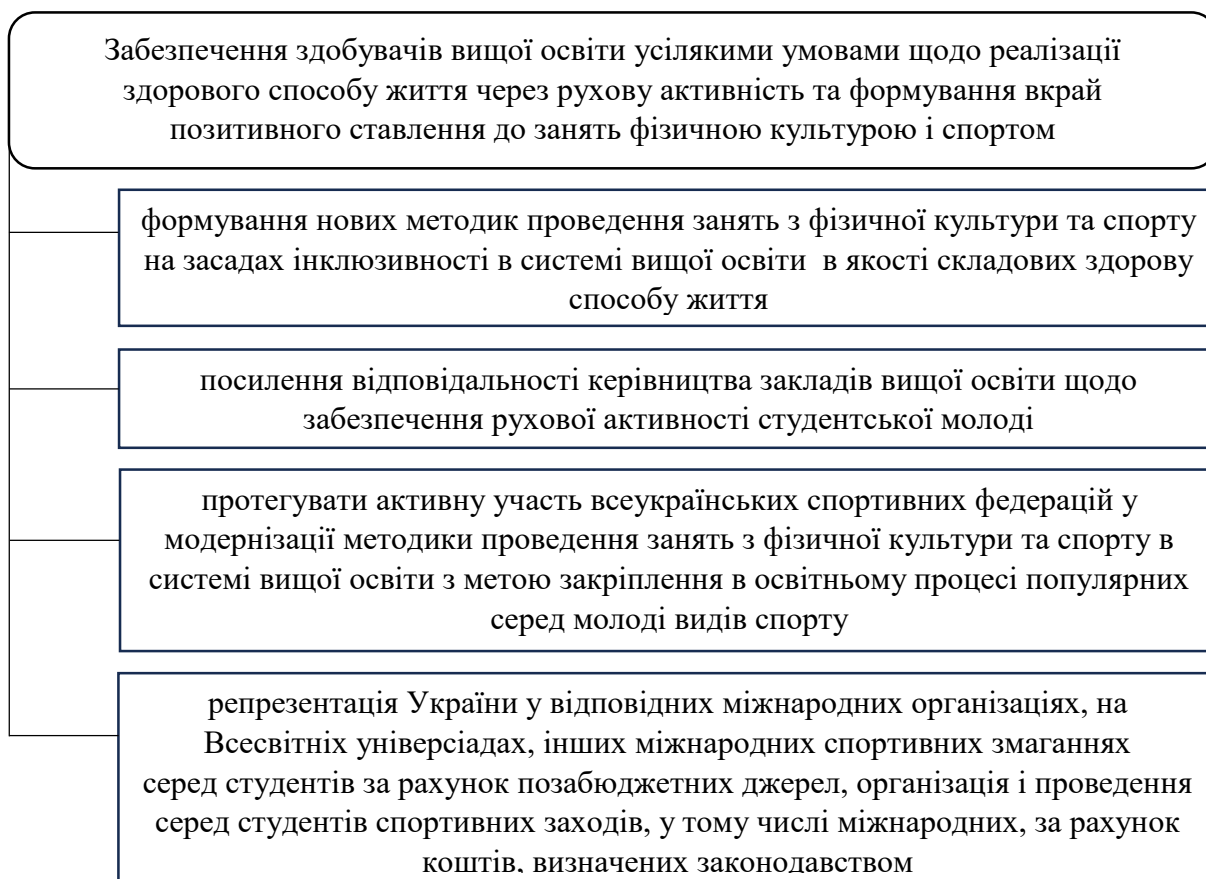 Забезпечення здобувачів вищої освіти усілякими умовами щодо реалізації
здорового способу життя через рухову активність та формування вкрай
позитивного ставлення до занять фізичною культурою і спортом
формування нових методик проведення занять з фізичної культури та спорту
на засадах інклюзивності в системі вищої освіти  в якості складових здорову
способу життя
посилення відповідальності керівництва закладів вищої освіти щодо
забезпечення рухової активності студентської молоді
протегувати активну участь всеукраїнських спортивних федерацій у
модернізації методики проведення занять з фізичної культури та спорту в
системі вищої освіти з метою закріплення в освітньому процесі популярних
серед молоді видів спорту
репрезентація України у відповідних міжнародних організаціях, на
Всесвітніх універсіадах, інших міжнародних спортивних змаганнях
серед студентів за рахунок позабюджетних джерел, організація і проведення
серед студентів спортивних заходів, у тому числі міжнародних, за рахунок
коштів, визначених законодавством